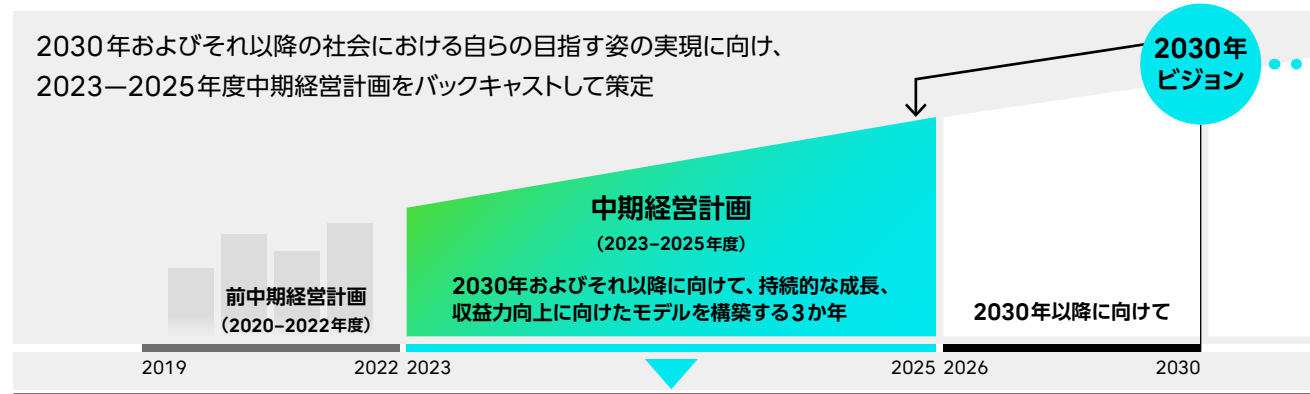 2030年およびそれ以降の社会における自らの目指す姿の実現に向け、
2023—2025年度中期経営計画をバックキャストして策定
2030年
ビジョン
中期経営計画
（2023–2025年度）
2030年およびそれ以降に向けて、持続的な成長、
収益力向上に向けたモデルを構築する3か年
前中期経営計画
（2020–2022年度）
2030年以降に向けて
2019
2022
2023
2025
2026
2030